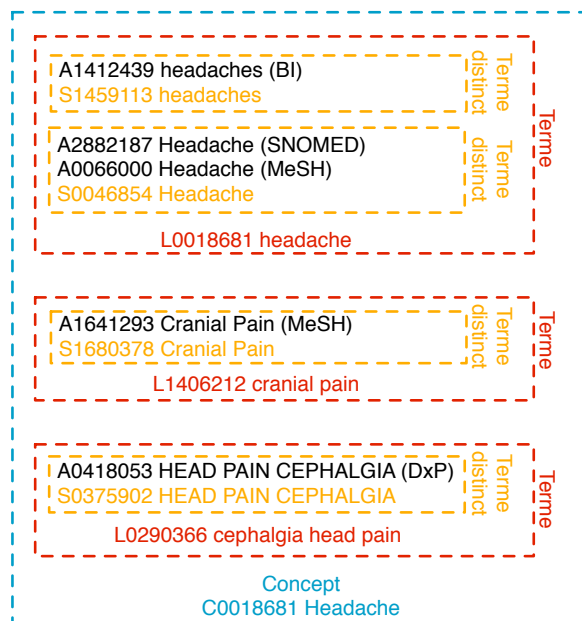 A1412439 headaches (BI)
S1459113 headaches
Terme
distinct
A2882187 Headache (SNOMED)
A0066000 Headache (MeSH)
S0046854 Headache
Terme
distinct
L0018681 headache
Terme
A1641293 Cranial Pain (MeSH)
S1680378 Cranial Pain
Terme
distinct
L1406212 cranial pain
Terme
A0418053 HEAD PAIN CEPHALGIA (DxP)
S0375902 HEAD PAIN CEPHALGIA
Terme
distinct
L0290366 cephalgia head pain
Terme
Concept
C0018681 Headache